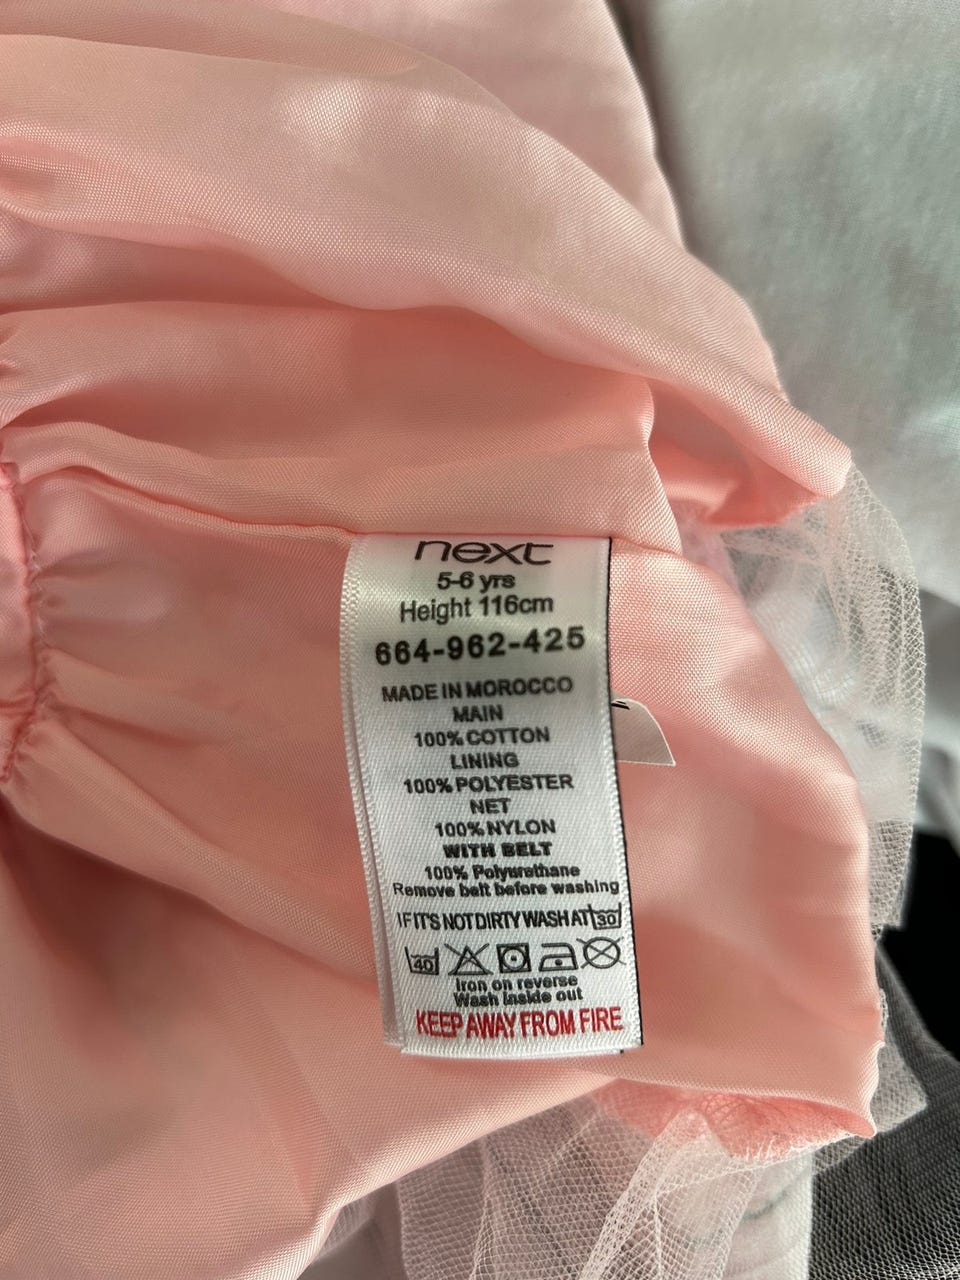 next
5-6 yrs
Height 116cm
664-962-425
MADE IN MOROCCO
MAIN
100% COTTON
LINING
100% POLYESTER
NET
100% NYLON
WITH BELT
100% Polyurethane
Remove belt before washing
IF IT'S NOT DIRTY WASH AT 30
40
Iron on reverse
Wash inside out
KEEP AWAY FROM FIRE